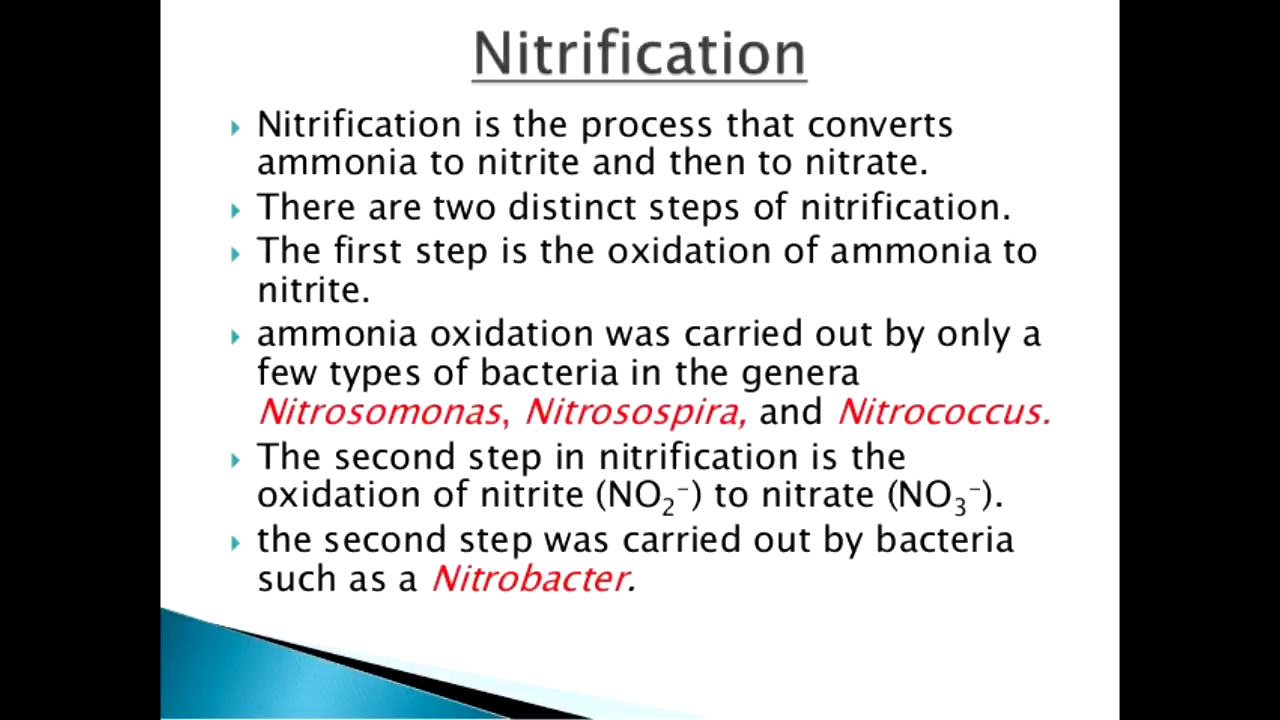 Nitrification
Nitrification is the process that converts
ammonia to nitrite and then to nitrate.
There are two distinct steps of nitrification.
The first step is the oxidation of ammonia to
nitrite.
ammonia oxidation was carried out by only a
few types of bacteria in the genera
Nitrosomonas, Nitrosospira, and Nitrococcus.
The second step in nitrification is the
oxidation of nitrite (NO₂⁻) to nitrate (NO₃⁻).
the second step was carried out by bacteria
such as a Nitrobacter.